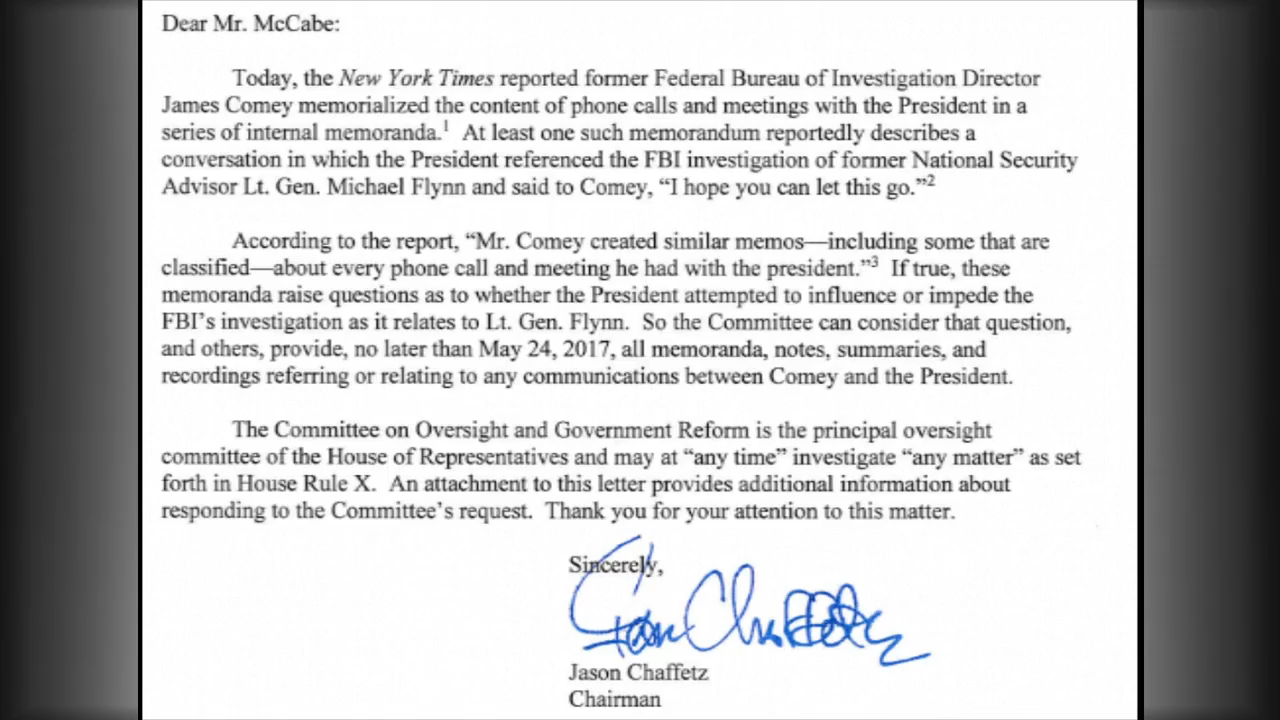 Dear Mr. McCabe:
Today, the New York Times reported former Federal Bureau of Investigation Director
James Comey memorialized the content of phone calls and meetings with the President in a
series of internal memoranda.1 At least one such memorandum reportedly describes a
conversation in which the President referenced the FBI investigation of former National Security
Advisor Lt. Gen. Michael Flynn and said to Comey, “I hope you can let this go.”2
According to the report, “Mr. Comey created similar memos—including some that are
classified—about every phone call and meeting he had with the president.”3 If true, these
memoranda raise questions as to whether the President attempted to influence or impede the
FBI’s investigation as it relates to Lt. Gen. Flynn. So the Committee can consider that question,
and others, provide, no later than May 24, 2017, all memoranda, notes, summaries, and
recordings referring or relating to any communications between Comey and the President.
The Committee on Oversight and Government Reform is the principal oversight
committee of the House of Representatives and may at “any time” investigate “any matter” as set
forth in House Rule X. An attachment to this letter provides additional information about
responding to the Committee’s request. Thank you for your attention to this matter.
Sincerely,
Jason Chaffetz
Jason Chaffetz
Chairman